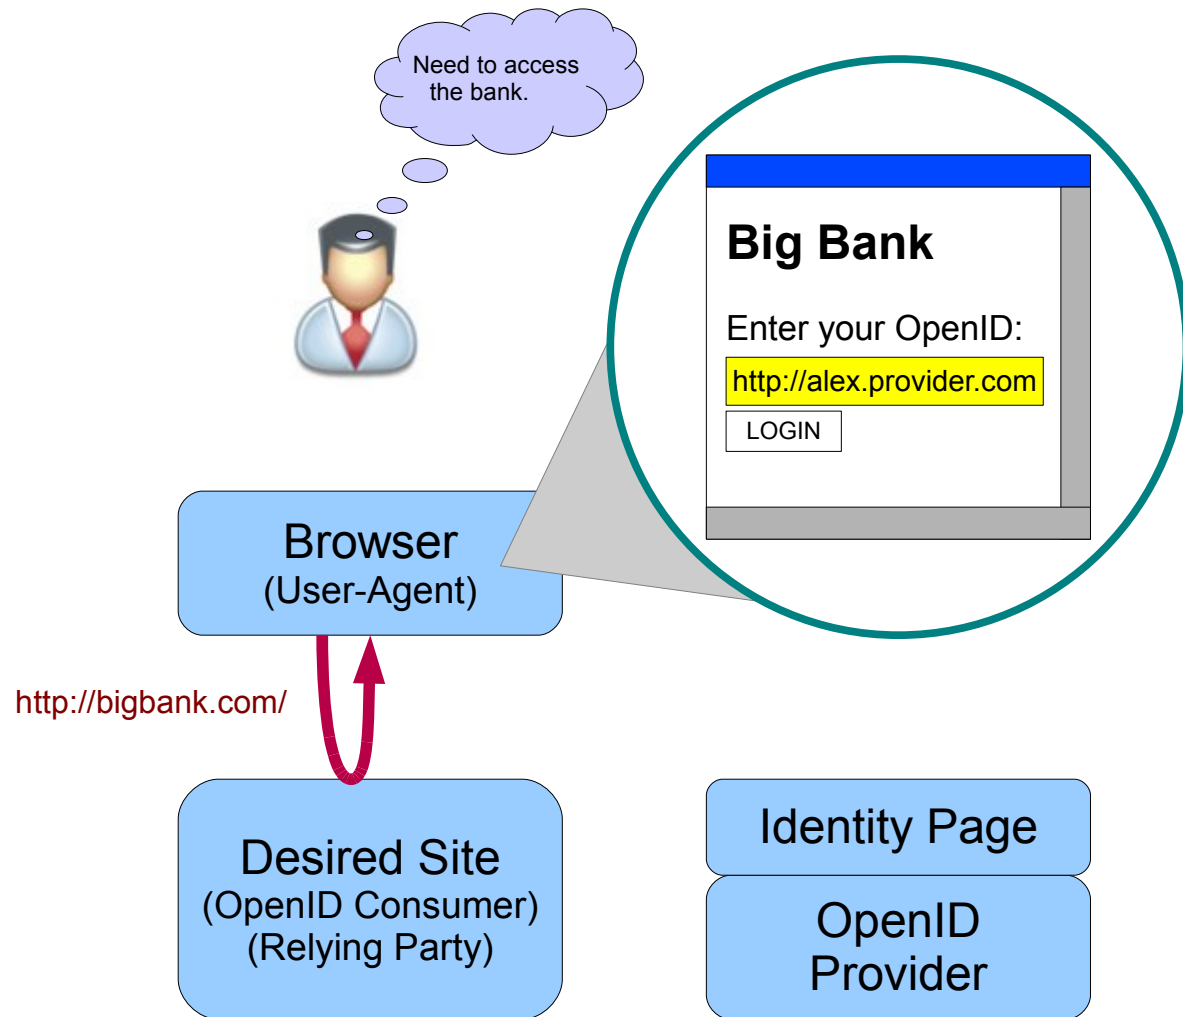 Need to access
the bank.
Big Bank
Enter your OpenID:
http://alex.provider.com
LOGIN
Browser
(User-Agent)
http://bigbank.com/
Desired Site
(OpenID Consumer)
(Relying Party)
Identity Page
OpenID
Provider